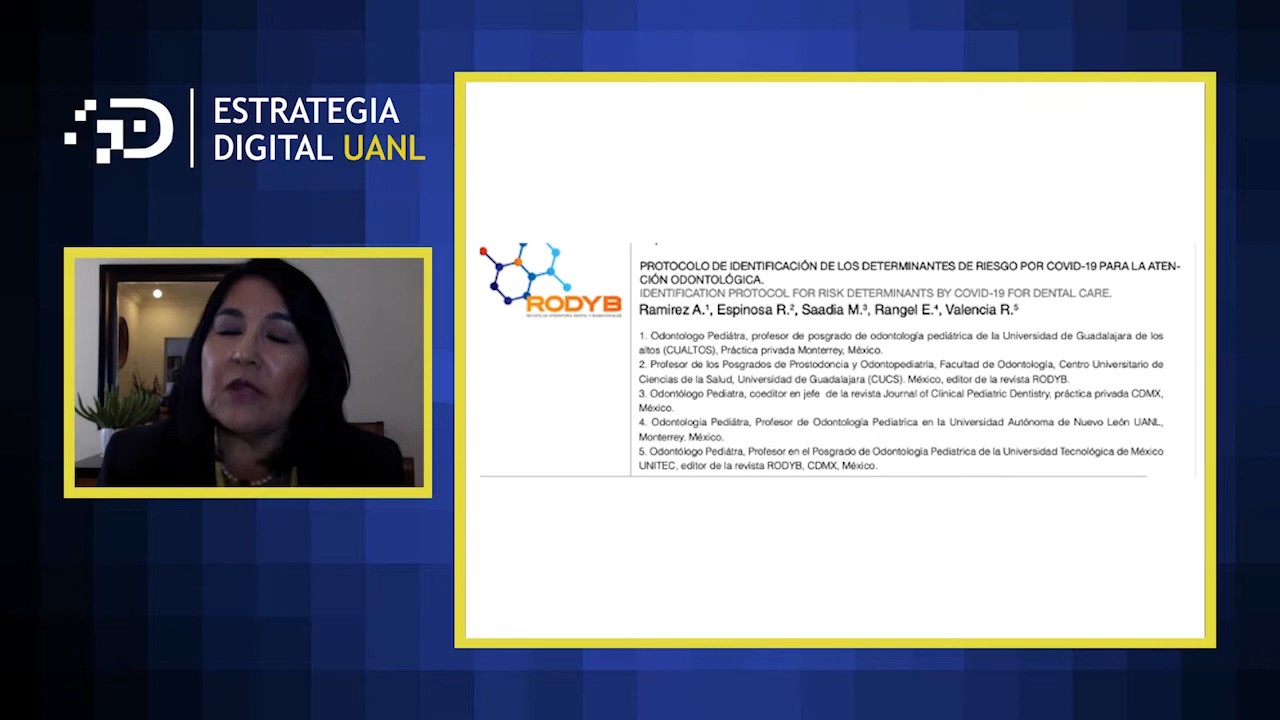 ESTRATEGIA
DIGITAL UANL
RODYB
PROTOCOLO DE IDENTIFICACIÓN DE LOS DETERMINANTES DE RIESGO POR COVID-19 PARA LA ATEN-
CIÓN ODONTOLÓGICA.
IDENTIFICATION PROTOCOL FOR RISK DETERMINANTS BY COVID-19 FOR DENTAL CARE.
Ramirez A.¹, Espinosa R.², Saadia M.³, Rangel E.⁴, Valencia R.⁵
1. Odontologo Pediátra, profesor de posgrado de odontología pediátrica de la Universidad de Guadalajara de los
altos (CUALTOS), Práctica privada Monterrey, México.
2. Profesor de los Posgrados de Prostodoncia y Odontopediatría, Facultad de Odontología, Centro Universitario de
Ciencias de la Salud, Universidad de Guadalajara (CUCS). México, editor de la revista RODYB.
3. Odontólogo Pediatra, coeditor en jefe de la revista Journal of Clinical Pediatric Dentistry, práctica privada CDMX,
México.
4. Odontología Pediátra, Profesor de Odontología Pediatrica en la Universidad Autónoma de Nuevo León UANL,
Monterrey, México.
5. Odontólogo Pediátra, Profesor en el Posgrado de Odontología Pediatrica de la Universidad Tecnológica de México
UNITEC, editor de la revista RODYB, CDMX, México.